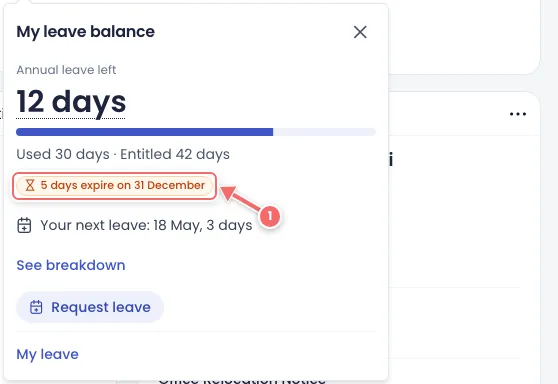 My leave balance
Annual leave left
12 days
Used 30 days · Entitled 42 days
5 days expire on 31 December
1
Your next leave: 18 May, 3 days
See breakdown
Request leave
My leave